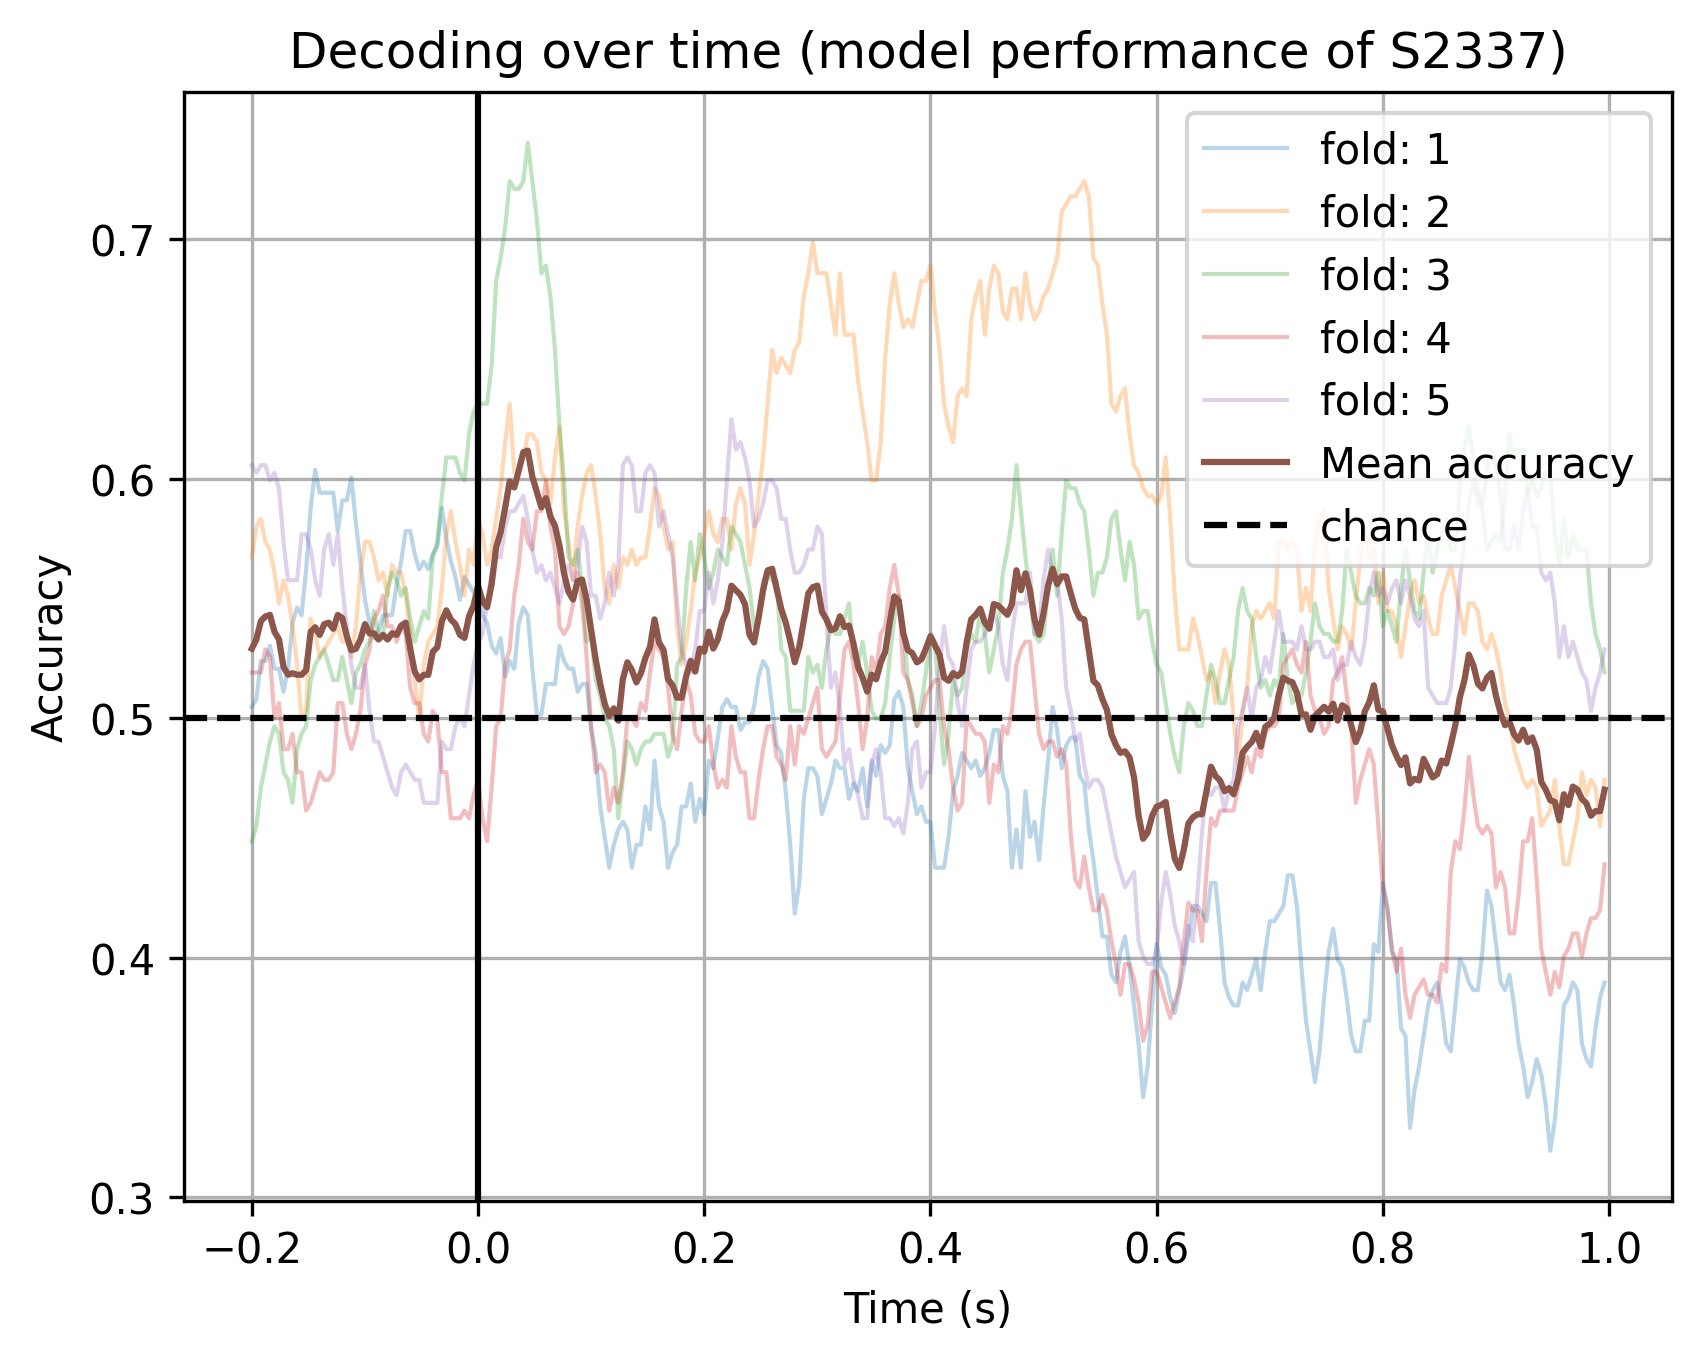 Decoding over time (model performance of S2337)
fold: 1
fold: 2
fold: 3
fold: 4
fold: 5
Mean accuracy
chance
Accuracy
0.7
0.6
0.5
0.4
0.3
−0.2 0.0 0.2 0.4 0.6 0.8 1.0
Time (s)